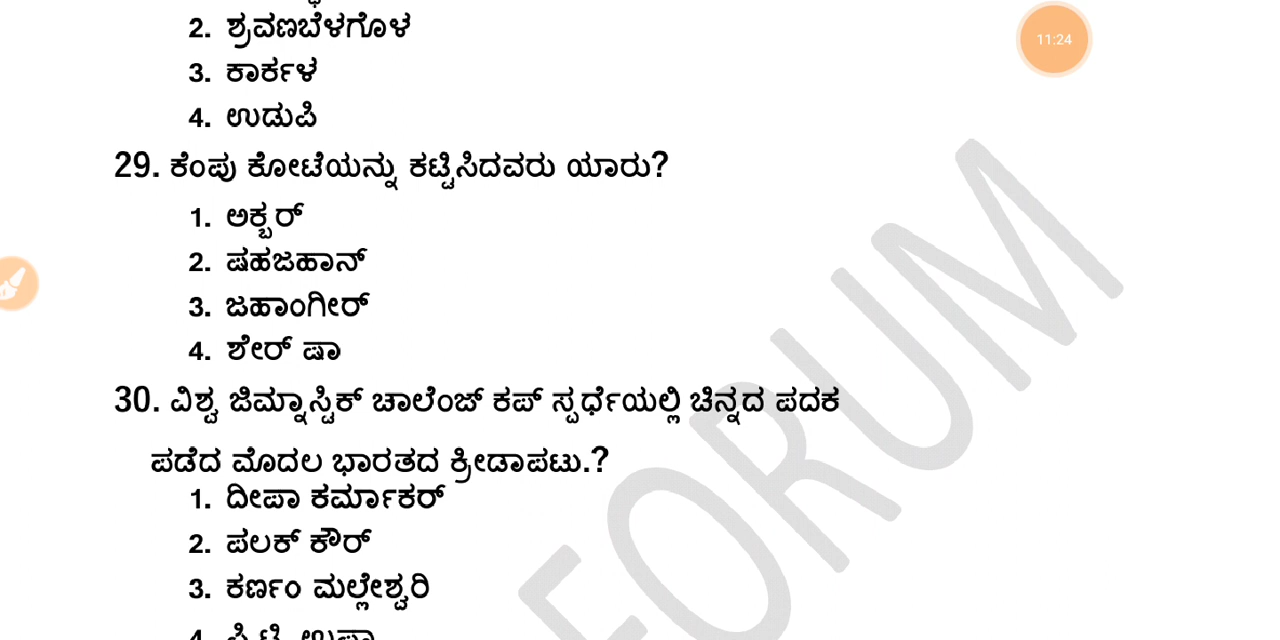 2. ಶ್ರವಣಬೆಳಗೊಳ
11:24
3. ಕಾರ್ಕಳ
4. ಉಡುಪಿ
29. ಕೆಂಪು ಕೋಟೆಯನ್ನು ಕಟ್ಟಿಸಿದವರು ಯಾರು?
1. ಅಕ್ಬರ್
2. ಷಹಜಹಾನ್
3. ಜಹಾಂಗೀರ್
4. ಶೇರ್ ಷಾ
30. ವಿಶ್ವ ಜಿಮ್ನಾಸ್ಟಿಕ್ ಚಾಲೆಂಜ್ ಕಪ್ ಸ್ಪರ್ಧೆಯಲ್ಲಿ ಚಿನ್ನದ ಪದಕ
ಪಡೆದ ಮೊದಲ ಭಾರತದ ಕ್ರೀಡಾಪಟು.?
1. ದೀಪಾ ಕರ್ಮಾಕರ್
2. ಪಲಕ್ ಕೌರ್
3. ಕರ್ಣಂ ಮಲ್ಲೇಶ್ವರಿ
FORUM